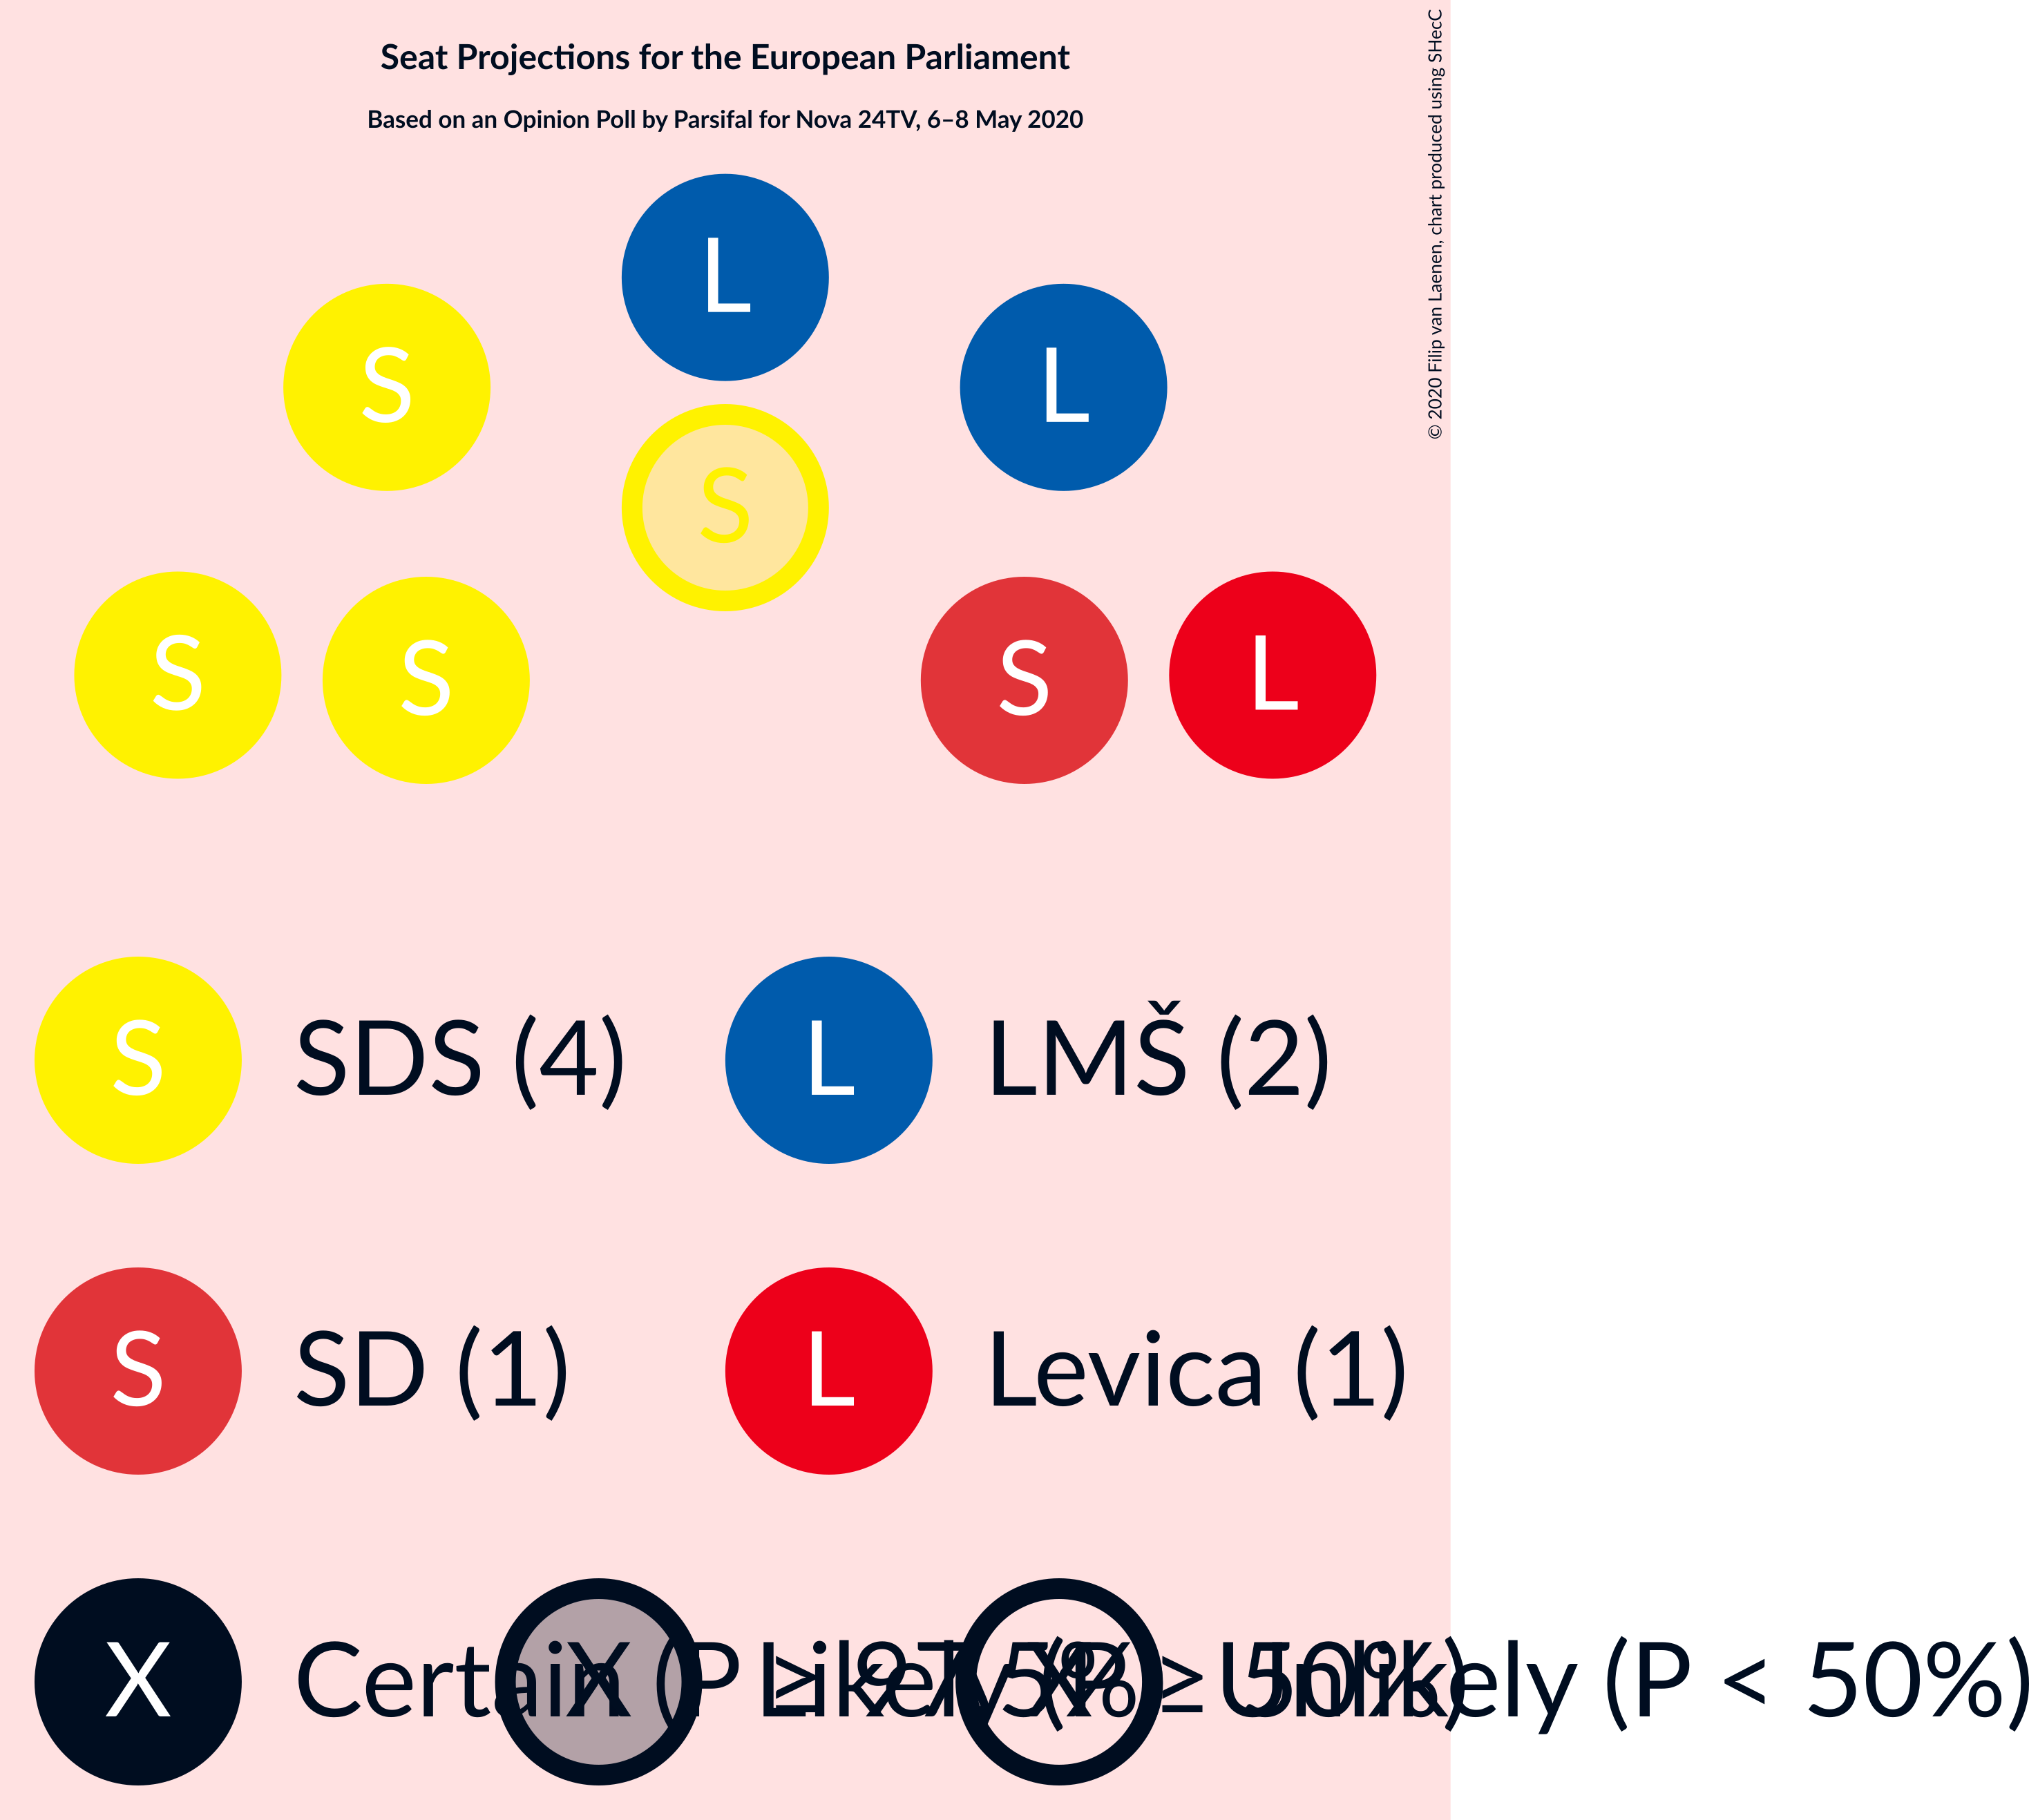 Seat Projections for the European Parliament
Based on an Opinion Poll by Parsifal for Nova 24TV, 6–8 May 2020
© 2020 Filip van Laenen, chart produced using SHecC
L
S
L
S
S
S
S
L
S SDS (4) L LMŠ (2)
S SD (1) L Levica (1)
X Certain (P ≥ X Likely (P ≥ 50%) X Unlikely (P < 50%)